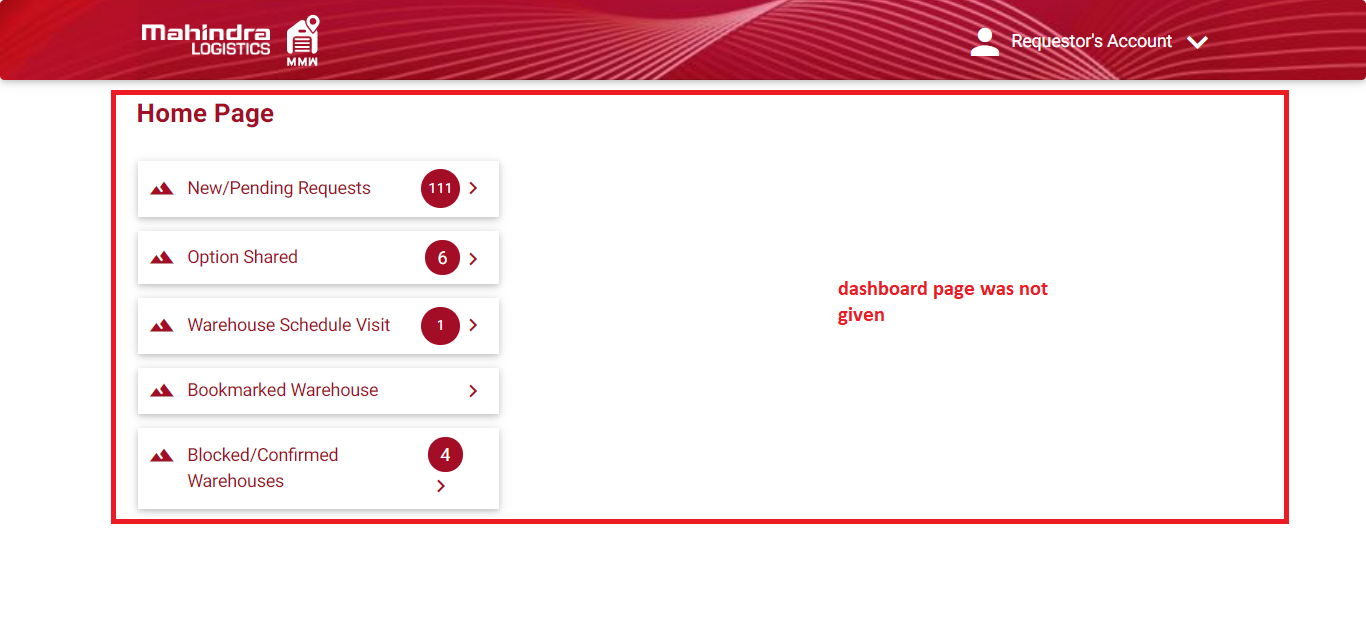 Mahindra
LOGISTICS
MMW
Requestor's Account
Home Page
New/Pending Requests 111
Option Shared 6
dashboard page was not
given
Warehouse Schedule Visit 1
Bookmarked Warehouse
Blocked/Confirmed 4
Warehouses